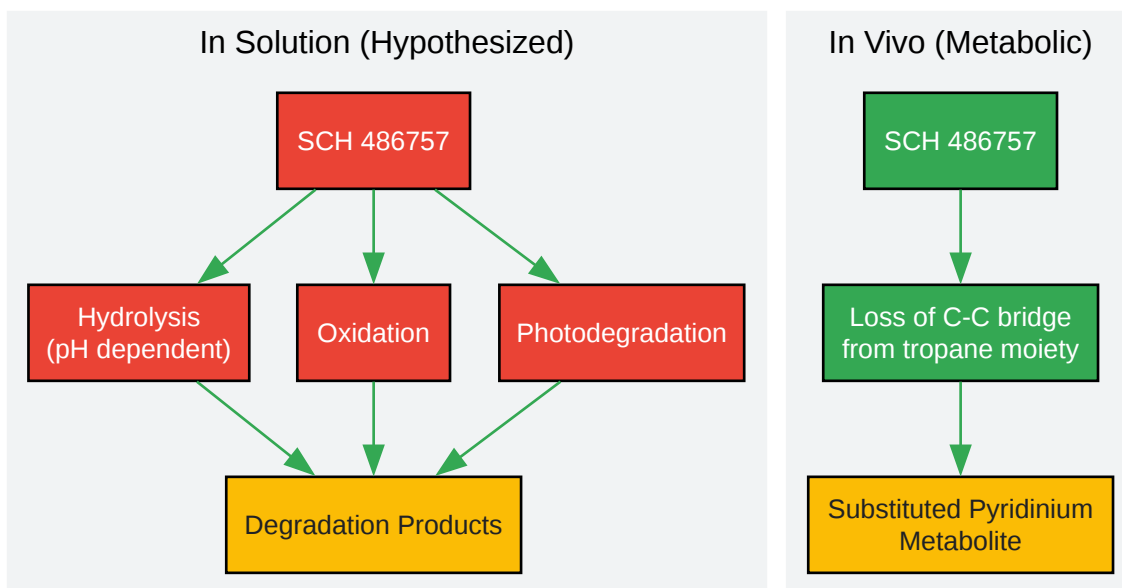 In Solution (Hypothesized)
SCH 486757
Hydrolysis
(pH dependent)
Oxidation
Photodegradation
Degradation Products
In Vivo (Metabolic)
SCH 486757
Loss of C-C bridge
from tropane moiety
Substituted Pyridinium
Metabolite